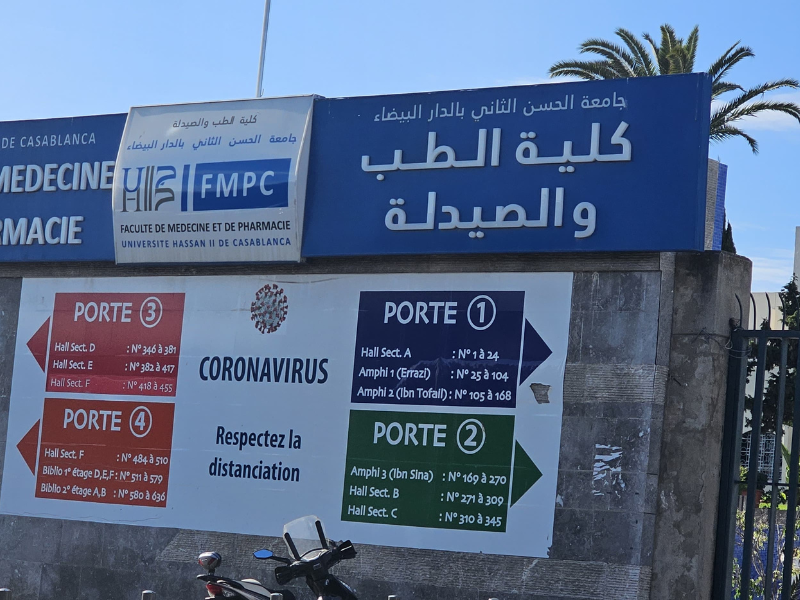 DE CASABLANCA
MEDECINE
RMACIE
كلية الطب والصيدلة
جامعة الحسن الثاني بالدار البيضاء
FMPC
FACULTE DE MEDECINE ET DE PHARMACIE
UNIVERSITE HASSAN II DE CASABLANCA
جامعة الحسن الثاني بالدار البيضاء
كلية الطب
والصيدلة
PORTE 3
Hall Sect. D : N° 346 à 381
Hall Sect. E : N° 382 à 417
Hall Sect. F : N° 418 à 455
PORTE 4
Hall Sect. F : N° 484 à 510
Biblio 1° étage D,E,F : N° 511 à 579
Biblio 2° étage A,B : N° 580 à 636
CORONAVIRUS
Respectez la
distanciation
PORTE 1
Hall Sect. A : N° 1 à 24
Amphi 1 (Errazi) : N° 25 à 104
Amphi 2 (Ibn Tofail) : N° 105 à 168
PORTE 2
Amphi 3 (Ibn Sina) : N° 169 à 270
Hall Sect. B : N° 271 à 309
Hall Sect. C : N° 310 à 345